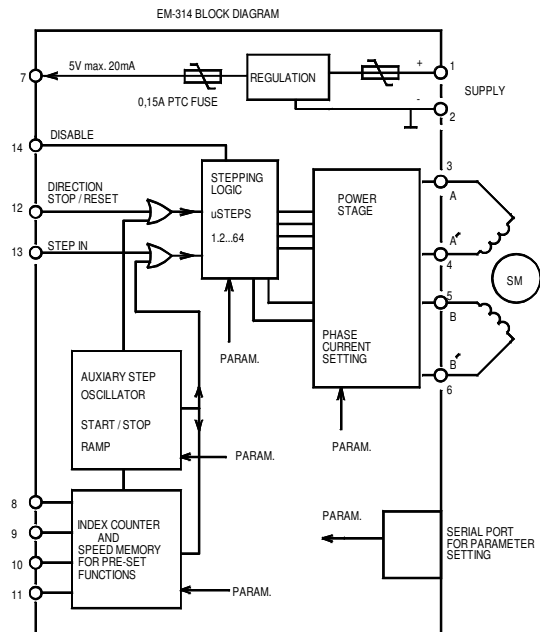 EM-314 BLOCK DIAGRAM
7
5V max. 20mA
0,15A PTC FUSE
REGULATION
+
1
-
2
SUPPLY
14
DISABLE
12
DIRECTION
STOP / RESET
13
STEP IN
STEPPING
LOGIC
uSTEPS
1.2...64
PARAM.
POWER
STAGE
PHASE
CURRENT
SETTING
PARAM.
3
A
A'
4
5
B
B'
6
SM
AUXIARY STEP
OSCILLATOR
START / STOP
RAMP
PARAM.
8
9
10
11
INDEX COUNTER
AND
SPEED MEMORY
FOR PRE-SET
FUNCTIONS
PARAM.
PARAM.
SERIAL PORT
FOR PARAMETER
SETTING